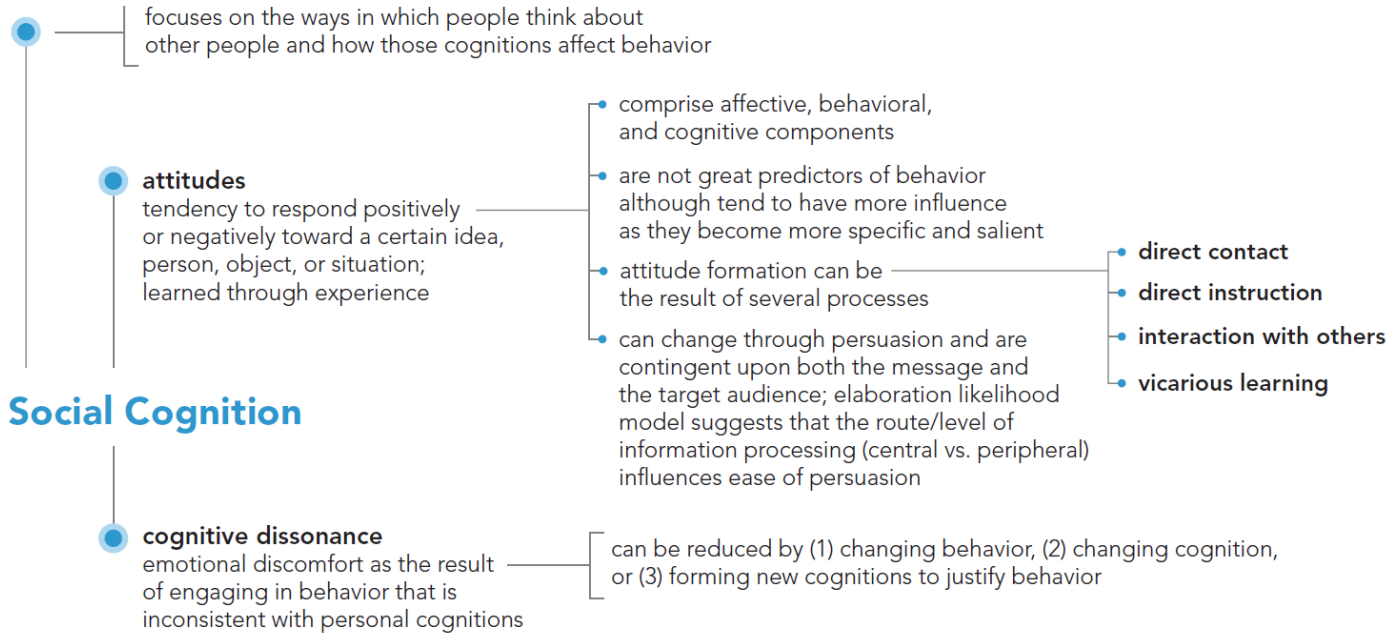 focuses on the ways in which people think about
other people and how those cognitions affect behavior
attitudes
tendency to respond positively
or negatively toward a certain idea,
person, object, or situation;
learned through experience
comprise affective, behavioral,
and cognitive components
are not great predictors of behavior
although tend to have more influence
as they become more specific and salient
attitude formation can be
the result of several processes
direct contact
direct instruction
interaction with others
vicarious learning
can change through persuasion and are
contingent upon both the message and
the target audience; elaboration likelihood
model suggests that the route/level of
information processing (central vs. peripheral)
influences ease of persuasion
Social Cognition
cognitive dissonance
emotional discomfort as the result
of engaging in behavior that is
inconsistent with personal cognitions
can be reduced by (1) changing behavior, (2) changing cognition,
or (3) forming new cognitions to justify behavior